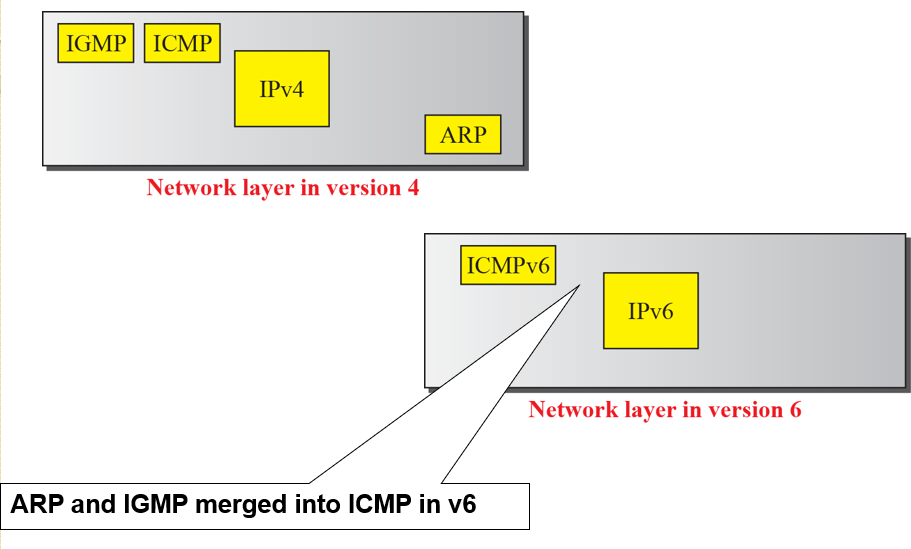 IGMP
ICMP
IPv4
ARP
Network layer in version 4
ICMPv6
IPv6
Network layer in version 6
ARP and IGMP merged into ICMP in v6